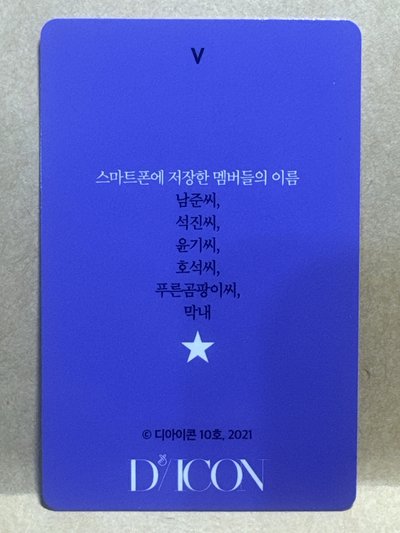 V
스마트폰에 저장한 멤버들의 이름
남준씨,
석진씨,
윤기씨,
호석씨,
푸른곰팡이씨,
막내
© 디아이콘 10호, 2021
D/ICON